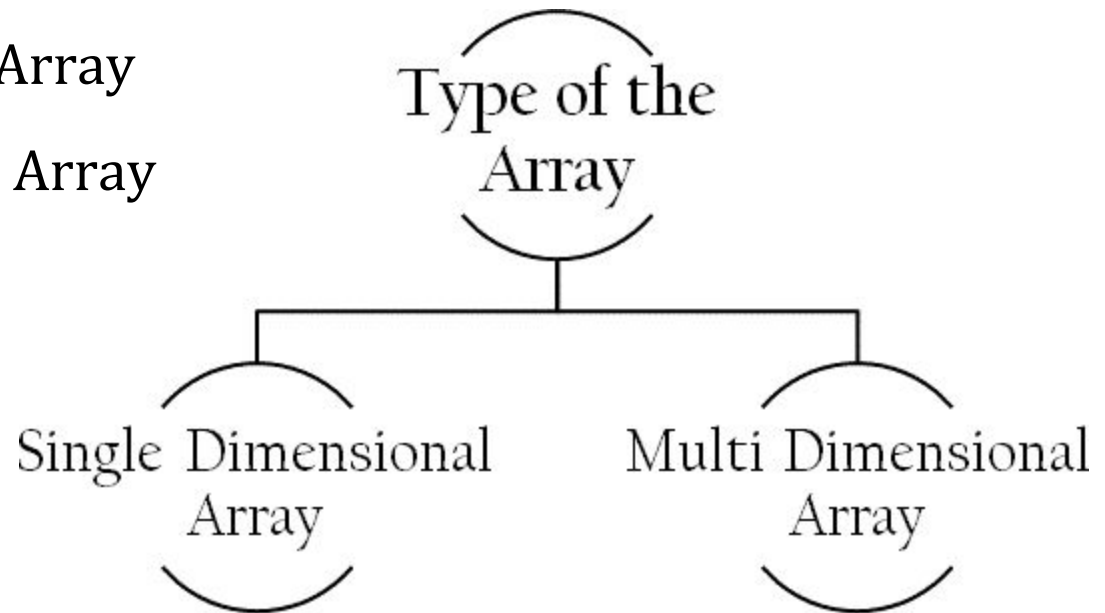 Array
Array
Type of the
Array
Single Dimensional
Array
Multi Dimensional
Array